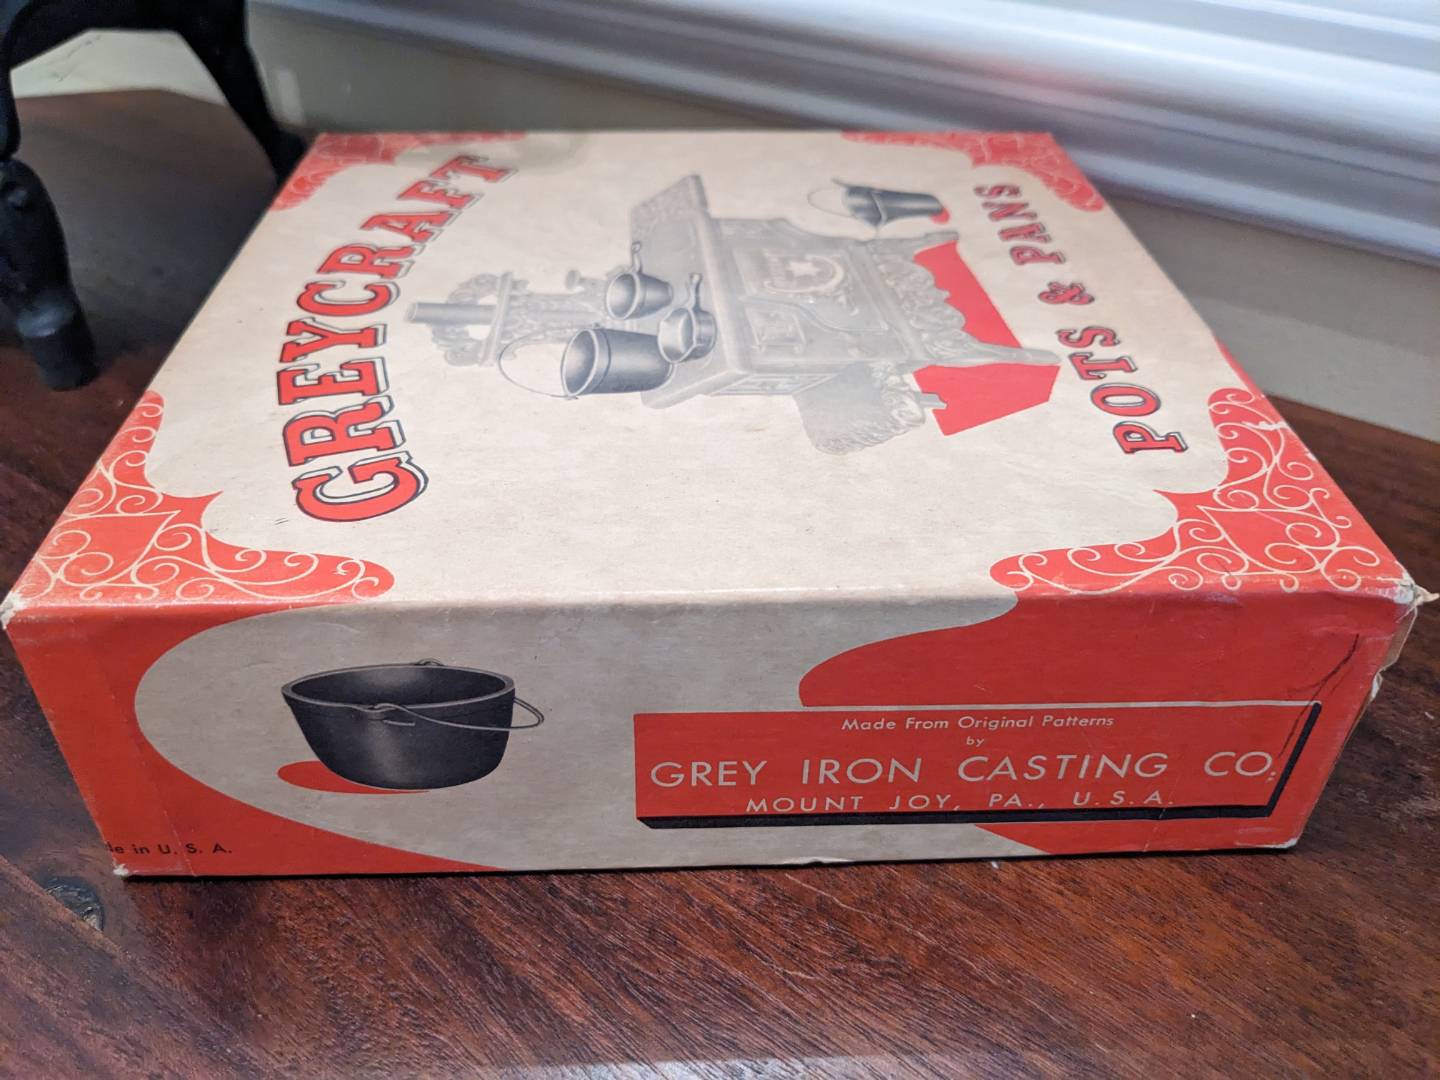 GREYCRAFT
POTS & PANS
Made From Original Patterns
by
GREY IRON CASTING CO.
MOUNT JOY, PA., U.S.A.
in U. S. A.